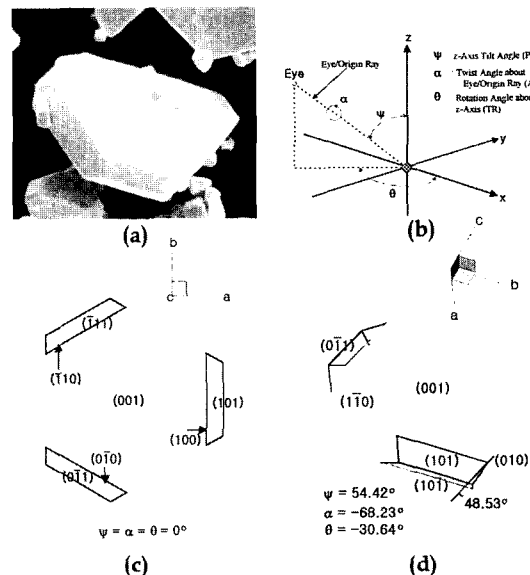 (a)
z
Ψ z-Axis Tilt Angle (P
Eye/Origin Ray
α Twist Angle about
Eye/Origin Ray (A
Eye
θ Rotation Angle abou
z-Axis (TR)
α
Ψ
y
θ
x
(b)
b
c a
(1̄11)
(1̄10)
(001)
(101)
(100)
(01̄0)
(01̄1)
Ψ = α = θ = 0°
(c)
c
b
a
(01̄1)
(11̄0)
(001)
(101)
(010)
(101̄)
48.53°
Ψ = 54.42°
α = -68.23°
θ = -30.64°
(d)